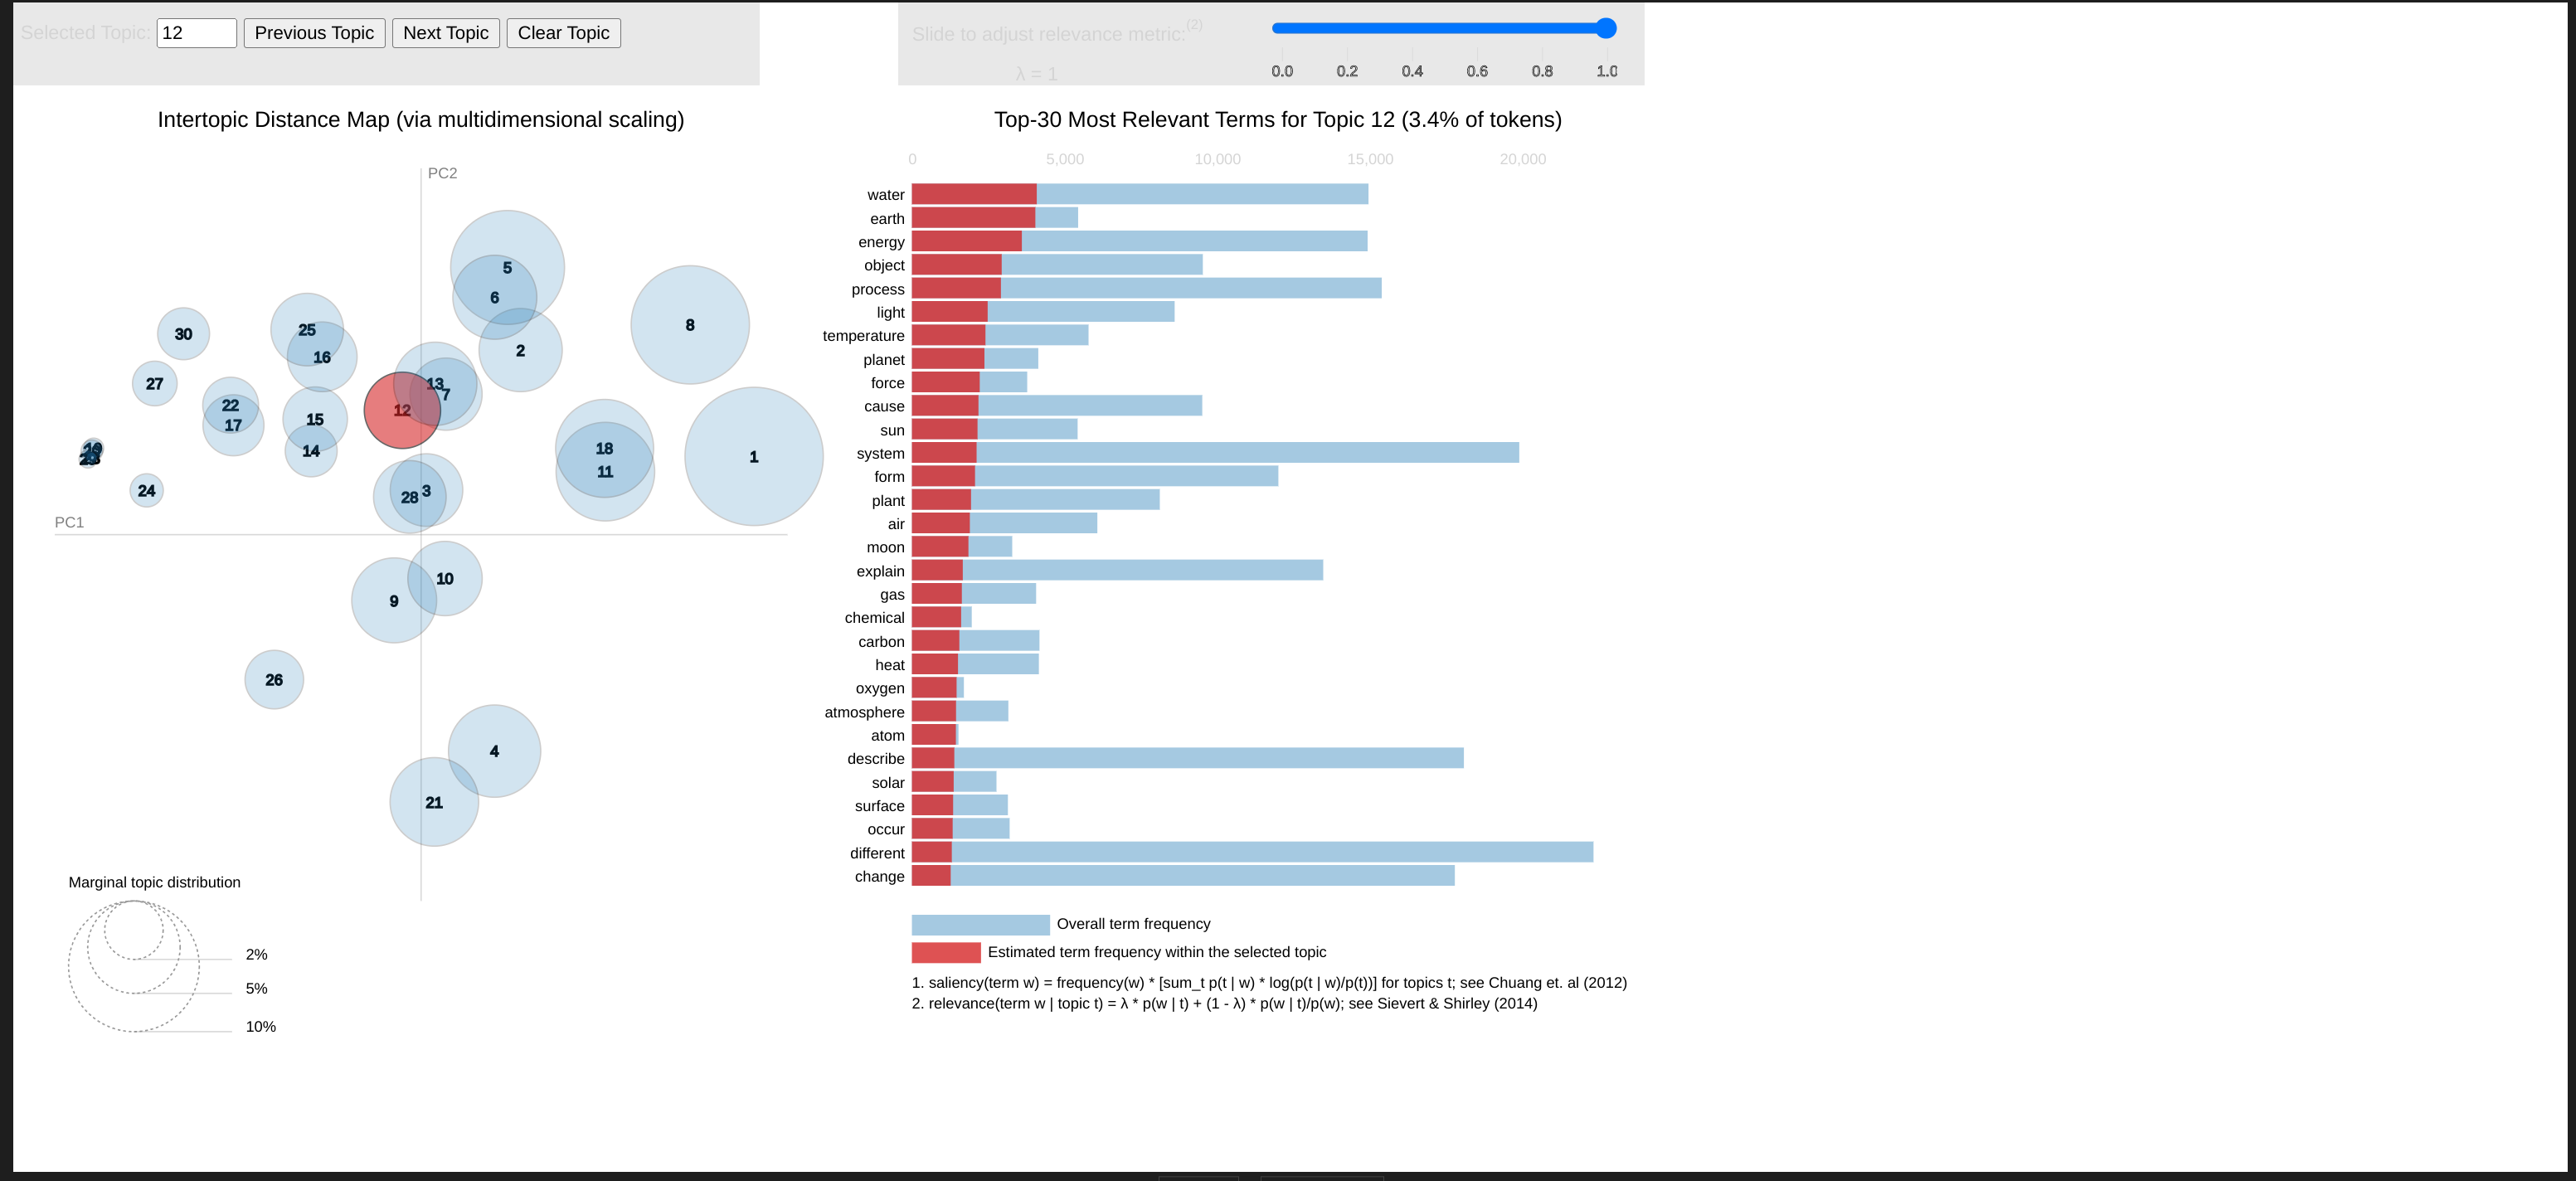 Selected Topic: 12 Previous Topic Next Topic Clear Topic
Slide to adjust relevance metric:(2)
λ = 1
0.0 0.2 0.4 0.6 0.8 1.0
Intertopic Distance Map (via multidimensional scaling)
PC2
5
6
8
30
25
2
16
27
13
7
22
12
15
17
18
14
1
11
24
3
28
PC1
10
9
26
4
21
Marginal topic distribution
2%
5%
10%
Top-30 Most Relevant Terms for Topic 12 (3.4% of tokens)
0 5,000 10,000 15,000 20,000
water
earth
energy
object
process
light
temperature
planet
force
cause
sun
system
form
plant
air
moon
explain
gas
chemical
carbon
heat
oxygen
atmosphere
atom
describe
solar
surface
occur
different
change
Overall term frequency
Estimated term frequency within the selected topic
1. saliency(term w) = frequency(w) * [sum_t p(t | w) * log(p(t | w)/p(t))] for topics t; see Chuang et. al (2012)
2. relevance(term w | topic t) = λ * p(w | t) + (1 - λ) * p(w | t)/p(w); see Sievert & Shirley (2014)